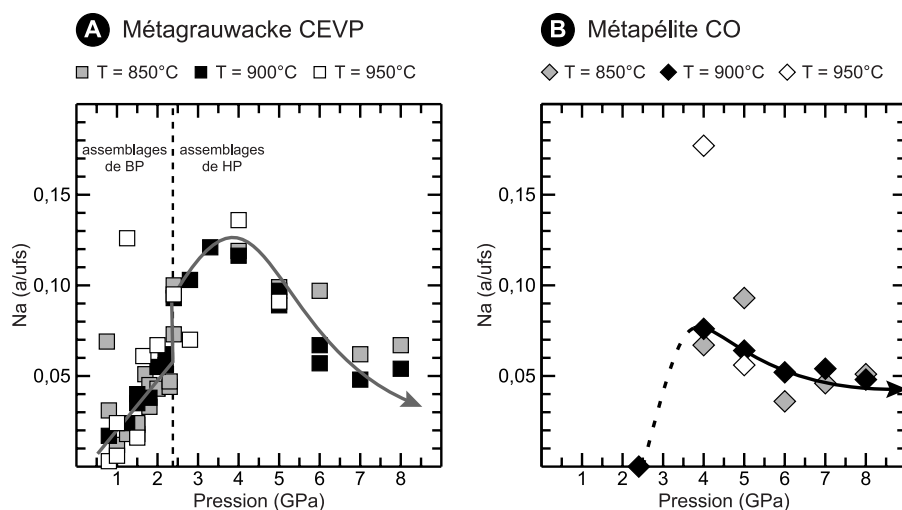 A Métagrauwacke CEVP
T = 850°C T = 900°C T = 950°C
assemblages
de BP
assemblages
de HP
0,15
0,10
0,05
Na (a/ufs)
1 2 3 4 5 6 7 8
Pression (GPa)
B Métapélite CO
T = 850°C T = 900°C T = 950°C
0,15
0,10
0,05
Na (a/ufs)
1 2 3 4 5 6 7 8
Pression (GPa)